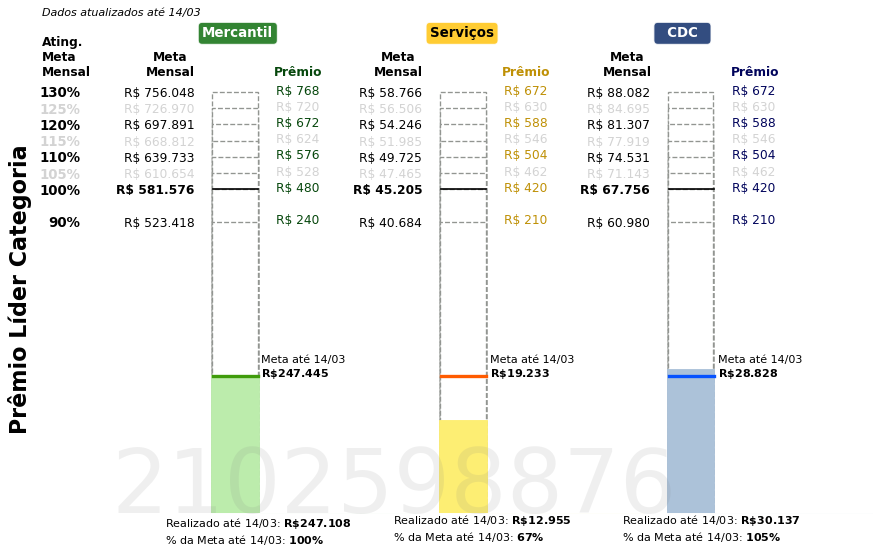 Dados atualizados até 14/03
Mercantil Serviços CDC
Ating.
Meta Meta Meta Meta
Mensal Mensal Prêmio Mensal Prêmio Mensal Prêmio
130% R$ 756.048 R$ 768 R$ 58.766 R$ 672 R$ 88.082 R$ 672
125% R$ 726.970 R$ 720 R$ 56.506 R$ 630 R$ 84.695 R$ 630
120% R$ 697.891 R$ 672 R$ 54.246 R$ 588 R$ 81.307 R$ 588
115% R$ 668.812 R$ 624 R$ 51.985 R$ 546 R$ 77.919 R$ 546
110% R$ 639.733 R$ 576 R$ 49.725 R$ 504 R$ 74.531 R$ 504
105% R$ 610.654 R$ 528 R$ 47.465 R$ 462 R$ 71.143 R$ 462
100% R$ 581.576 R$ 480 R$ 45.205 R$ 420 R$ 67.756 R$ 420
90% R$ 523.418 R$ 240 R$ 40.684 R$ 210 R$ 60.980 R$ 210
Prêmio Líder Categoria
Meta até 14/03 Meta até 14/03 Meta até 14/03
R$247.445 R$19.233 R$28.828
2102598876
Realizado até 14/03: R$247.108 Realizado até 14/03: R$12.955 Realizado até 14/03: R$30.137
% da Meta até 14/03: 100% % da Meta até 14/03: 67% % da Meta até 14/03: 105%